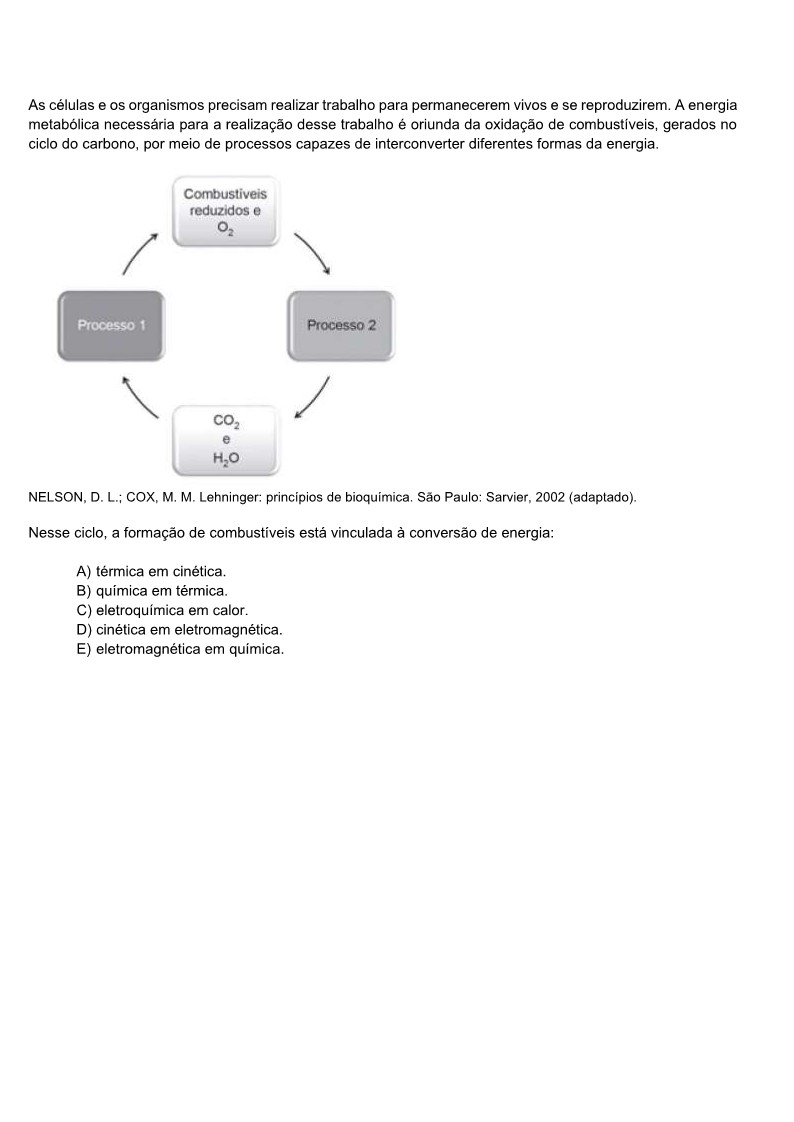 As células e os organismos precisam realizar trabalho para permanecerem vivos e se reproduzirem. A energia
metabólica necessária para a realização desse trabalho é oriunda da oxidação de combustíveis, gerados no
ciclo do carbono, por meio de processos capazes de interconverter diferentes formas da energia.
Combustíveis
reduzidos e
O₂
Processo 1
Processo 2
CO₂
e
H₂O
NELSON, D. L.; COX, M. M. Lehninger: princípios de bioquímica. São Paulo: Sarvier, 2002 (adaptado).
Nesse ciclo, a formação de combustíveis está vinculada à conversão de energia:
A) térmica em cinética.
B) química em térmica.
C) eletroquímica em calor.
D) cinética em eletromagnética.
E) eletromagnética em química.